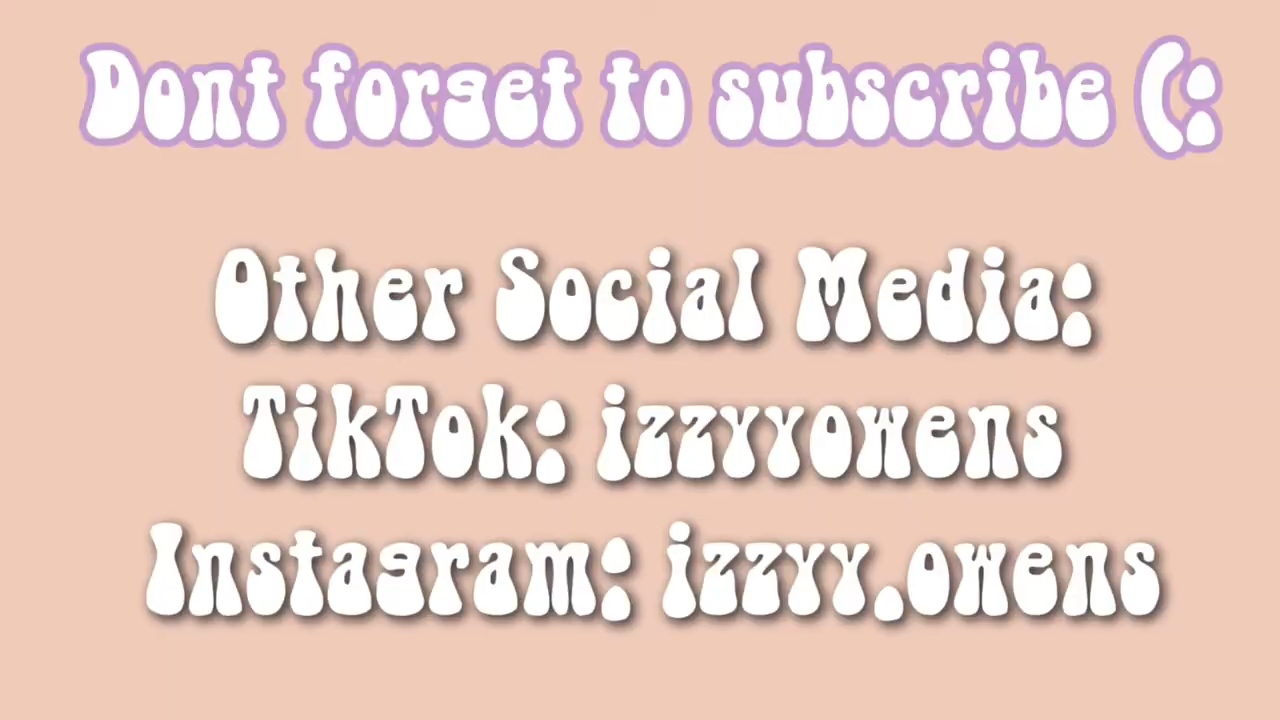 Dont forget to subscribe (:
Other Social Media:
TikTok: izzyyowens
Instagram: izzyy.owens